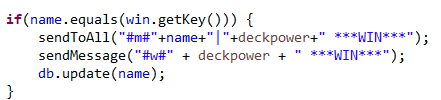 if(name.equals(win.getKey())) {
sendToAll("#m#"+name+"|"+deckpower+" ***WIN***");
sendMessage("#w#" + deckpower + " ***WIN***");
db.update(name);
}